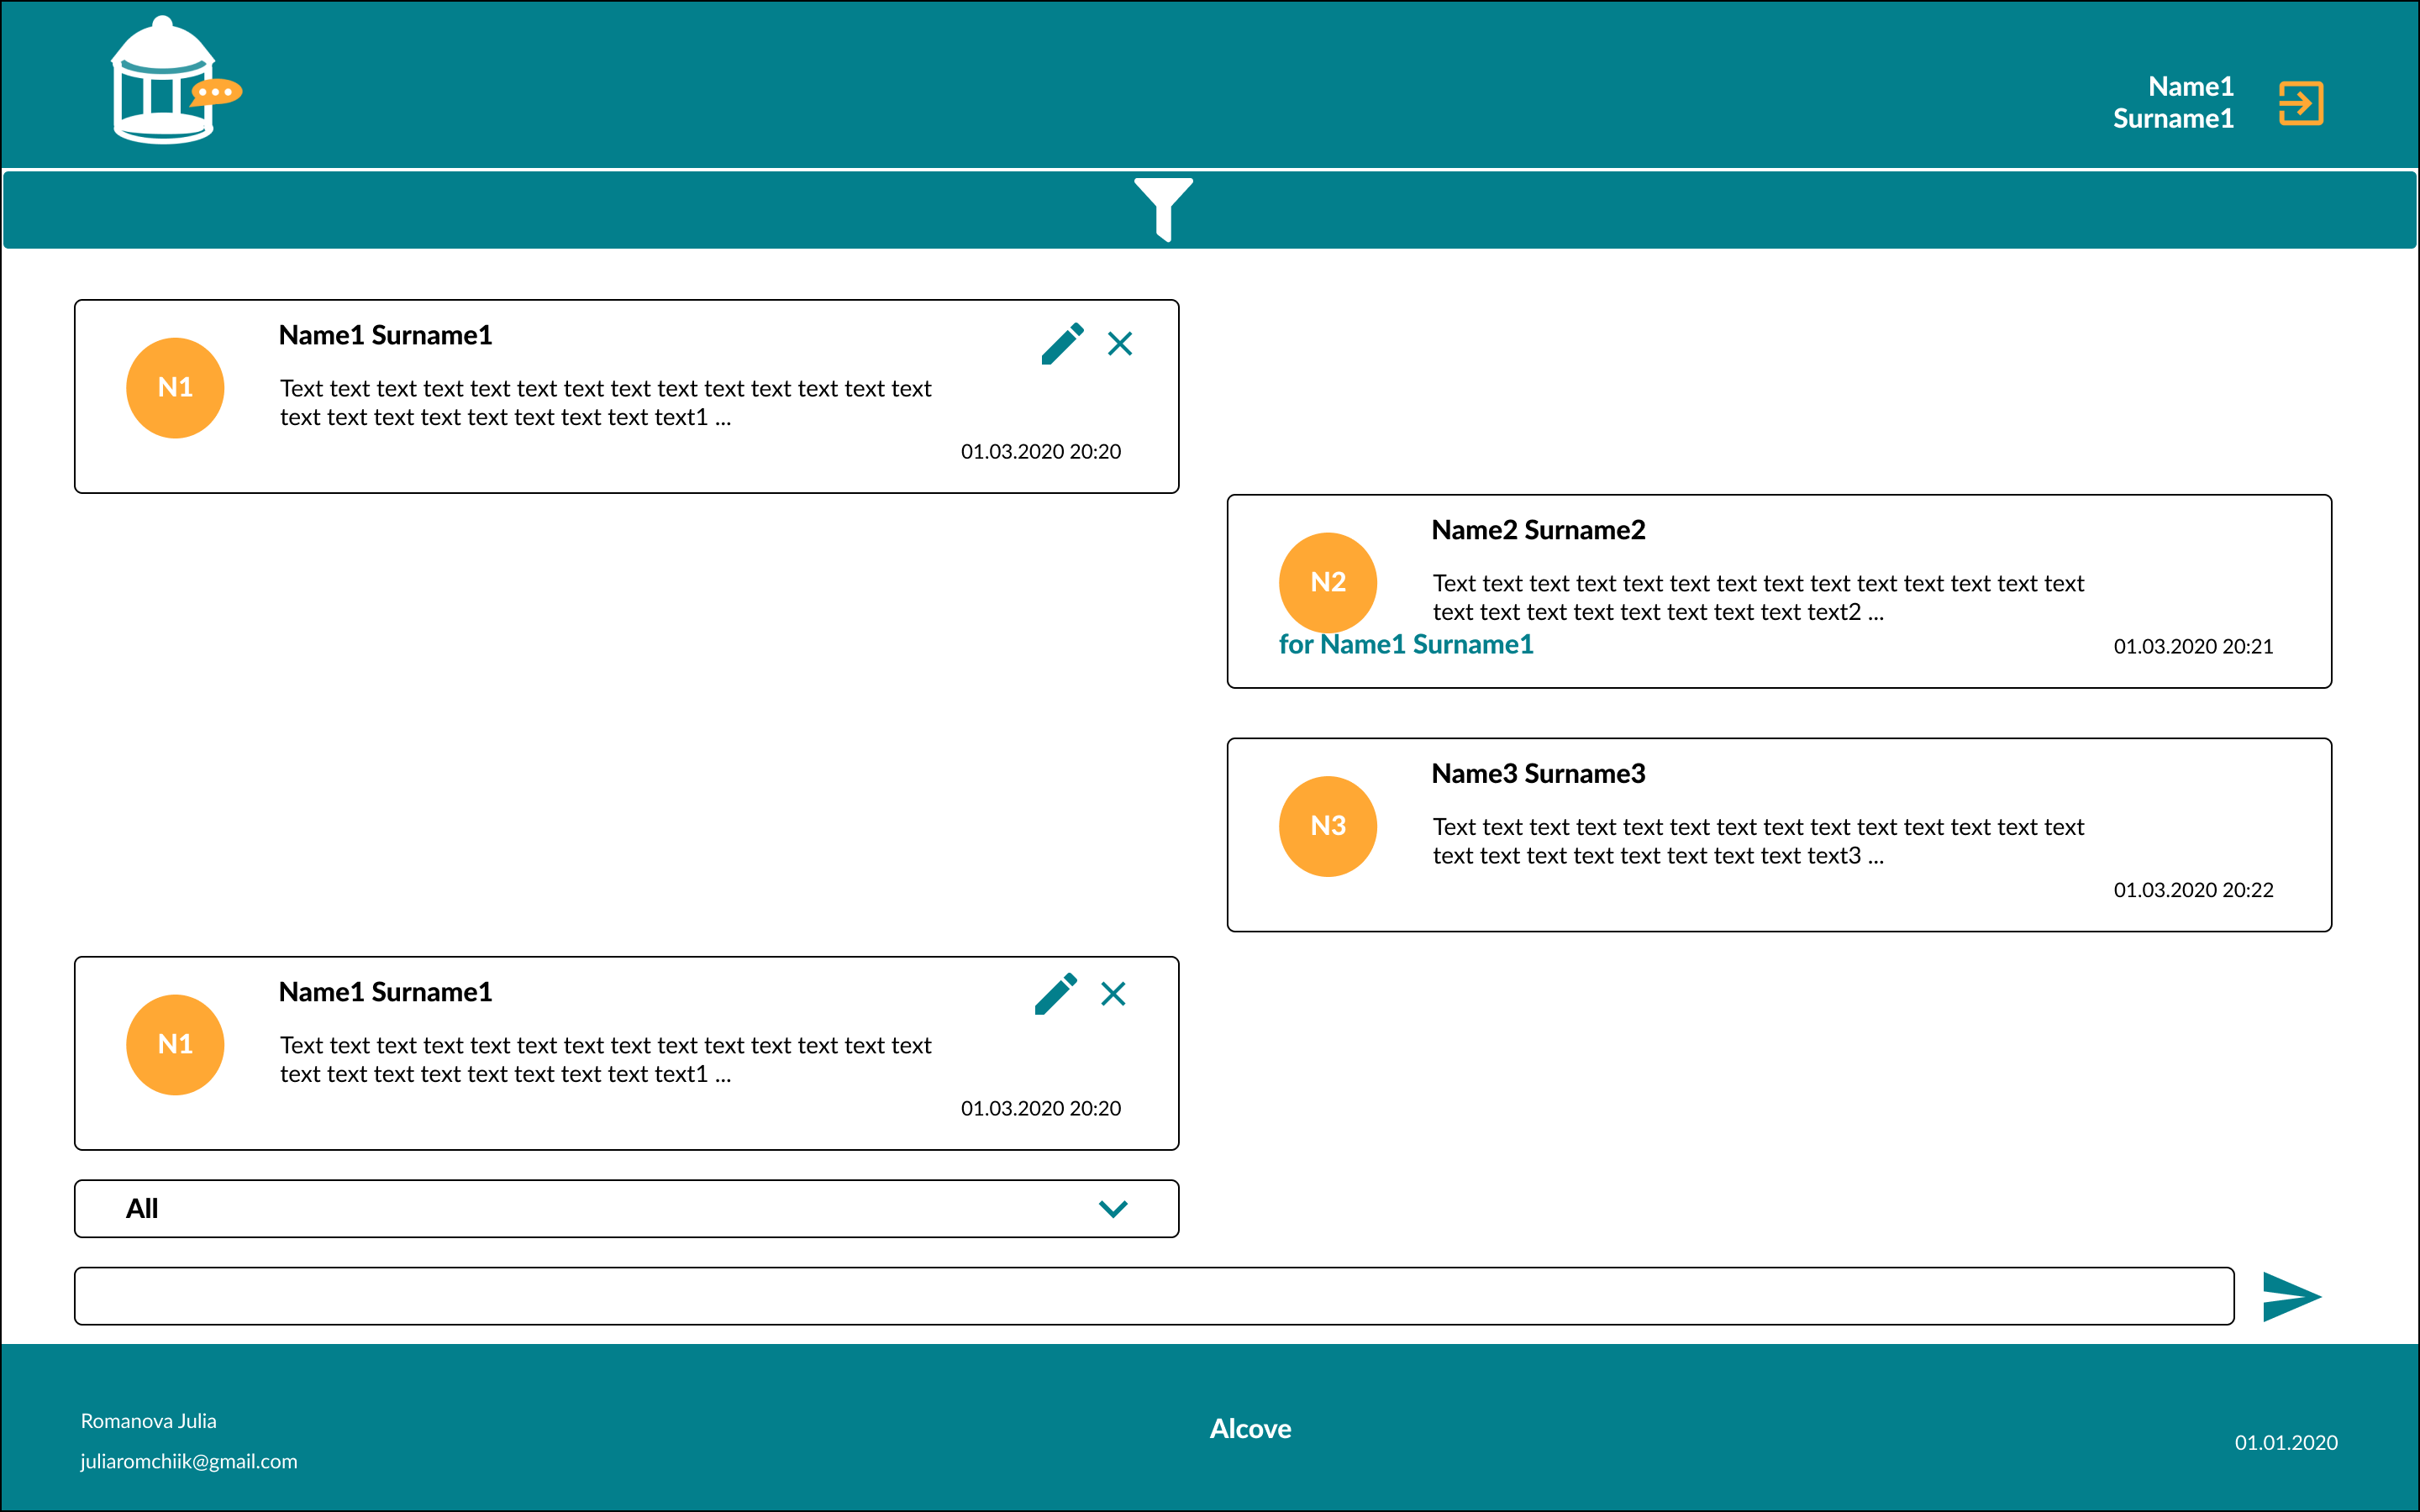 Name1
Surname1
Name1 Surname1
N1
Text text text text text text text text text text text text text text
text text text text text text text text text1 ...
01.03.2020 20:20
Name2 Surname2
N2
Text text text text text text text text text text text text text text
text text text text text text text text text2 ...
for Name1 Surname1
01.03.2020 20:21
Name3 Surname3
N3
Text text text text text text text text text text text text text text
text text text text text text text text text3 ...
01.03.2020 20:22
Name1 Surname1
N1
Text text text text text text text text text text text text text text
text text text text text text text text text1 ...
01.03.2020 20:20
All
Romanova Julia
juliaromchiik@gmail.com
Alcove
01.01.2020